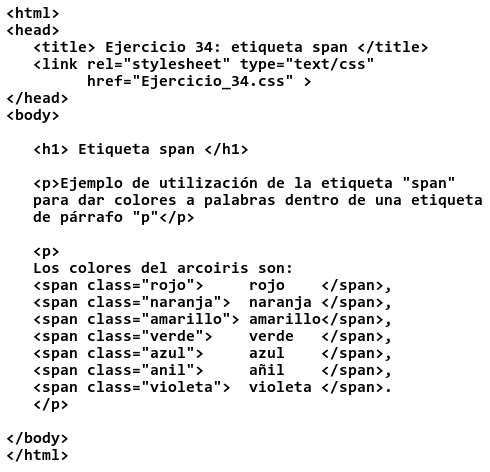 <html>
<head>
   <title> Ejercicio 34: etiqueta span </title>
   <link rel="stylesheet" type="text/css"
         href="Ejercicio_34.css" >
</head>
<body>

   <h1> Etiqueta span </h1>

   <p>Ejemplo de utilización de la etiqueta "span"
   para dar colores a palabras dentro de una etiqueta
   de párrafo "p"</p>

   <p>
   Los colores del arcoiris son:
   <span class="rojo">     rojo    </span>,
   <span class="naranja">  naranja </span>,
   <span class="amarillo"> amarillo</span>,
   <span class="verde">    verde   </span>,
   <span class="azul">     azul    </span>,
   <span class="anil">     añil    </span>,
   <span class="violeta">  violeta </span>.
   </p>

</body>
</html>